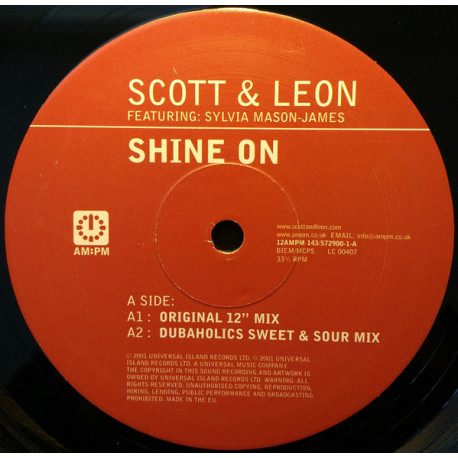 SCOTT & LEON
FEATURING: SYLVIA MASON-JAMES
SHINE ON
AM:PM
www.scottandleon.com
www.ampm.co.uk EMAIL: info@ampm.co.uk
12AMPM 143/572900-1-A
BIEM/MCPS LC 00407
33⅓ RPM
A SIDE:
A1 : ORIGINAL 12" MIX
A2 : DUBAHOLICS SWEET & SOUR MIX
℗ 2001 UNIVERSAL ISLAND RECORDS LTD. © 2001 UNIVERSAL
ISLAND RECORDS LTD. A UNIVERSAL MUSIC COMPANY
THE COPYRIGHT IN THIS SOUND RECORDING AND ARTWORK IS
OWNED BY UNIVERSAL ISLAND RECORDS LTD. WARNING: ALL
RIGHTS RESERVED. UNAUTHORISED COPYING, REPRODUCTION,
HIRING, LENDING, PUBLIC PERFORMANCE AND BROADCASTING
PROHIBITED. MADE IN THE EU.